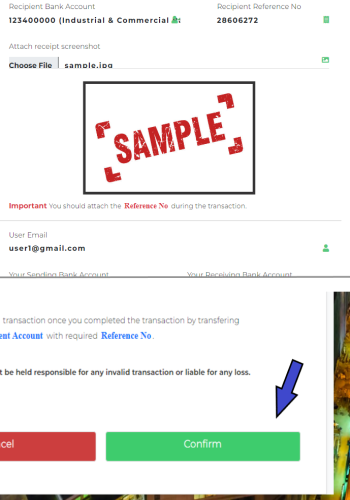 Recipient Bank Account
Recipient Reference No
123400000 (Industrial & Commercial
28606272
Attach receipt screenshot
Choose File sample.jpg
SAMPLE
Important You should attach the Reference No during the transaction.
User Email
user1@gmail.com
Your Sending Bank Account
Your Receiving Bank Account
transaction once you completed the transaction by transfering
ent Account with required Reference No.
t be held responsible for any invalid transaction or liable for any loss.
cel
Confirm